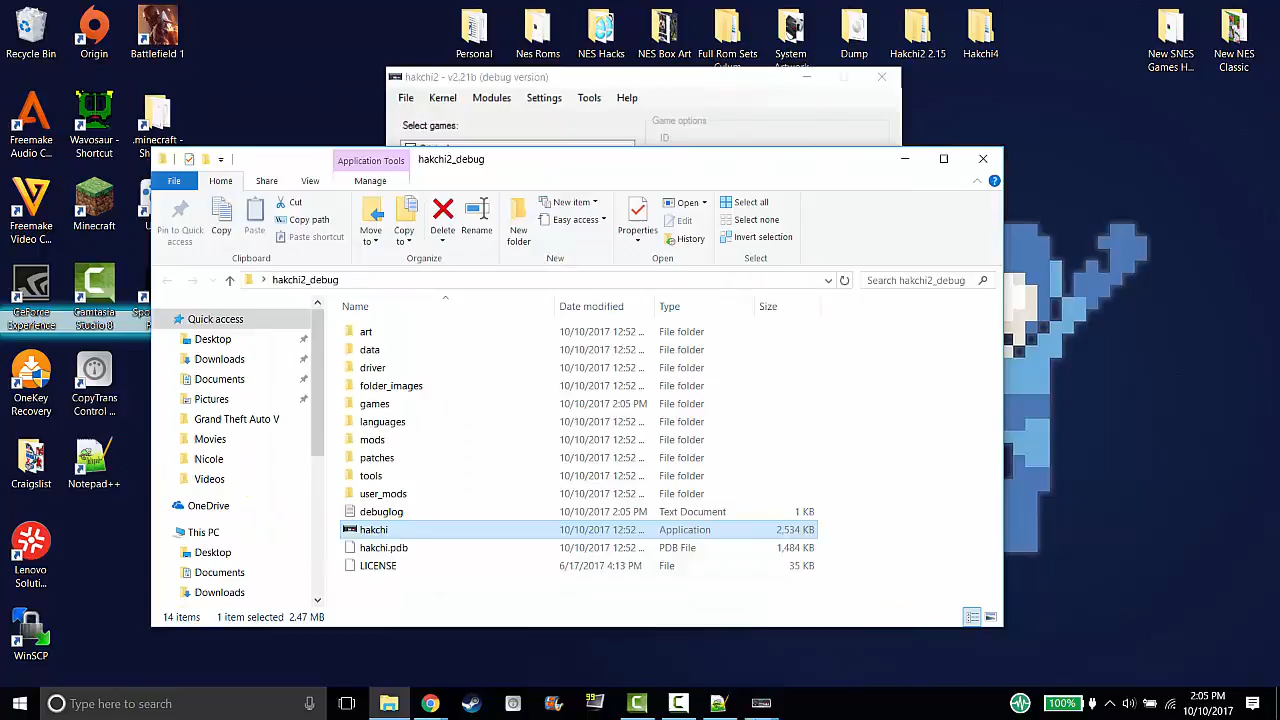 Recycle Bin
Origin
Battlefield 1
Personal
Nes Roms
NES Hacks
NES Box Art
Full Rom Sets
System
Artwork
Dump
Hakchi2 2.15
Hakchi4
New SNES
Games H...
New NES
Classic
Freemake
Audio C...
Wavosaur -
Shortcut
.minecraft -
Freemake
Video C...
Minecraft
GeForce
Experience
Camtasia
Studio 8
OneKey
Recovery
CopyTrans
Control ...
Craigslist
Notepad++
Lenovo
Soluti...
WinSCP
hakchi2 - v2.21b (debug version)
File Kernel Modules Settings Tools Help
Select games:
Game options
ID:
Application Tools
hakchi2_debug
File Home Share View Manage
Pin to Quick
access
Copy
Paste
Cut
Copy path
Paste shortcut
Clipboard
Move
to
Copy
to
Delete
Rename
Organize
New
folder
New item
Easy access
New
Properties
Open
Edit
History
Open
Select all
Select none
Invert selection
Select
hakchi2_debug
Search hakchi2_debug
Quick access
Desktop
Downloads
Documents
Pictures
Grand Theft Auto V
Movies
Nicole
Videos
OneDrive
This PC
Desktop
Documents
Downloads
Name Date modified Type Size
art 10/10/2017 12:52 ... File folder
data 10/10/2017 12:52 ... File folder
driver 10/10/2017 12:52 ... File folder
folder_images 10/10/2017 12:52 ... File folder
games 10/10/2017 2:05 PM File folder
languages 10/10/2017 12:52 ... File folder
mods 10/10/2017 12:52 ... File folder
patches 10/10/2017 12:52 ... File folder
tools 10/10/2017 12:52 ... File folder
user_mods 10/10/2017 12:52 ... File folder
debuglog 10/10/2017 2:05 PM Text Document 1 KB
hakchi 10/10/2017 12:52 ... Application 2,534 KB
hakchi.pdb 10/10/2017 12:52 ... PDB File 1,484 KB
LICENSE 6/17/2017 4:13 PM File 35 KB
14 items 1 item selected 2.47 MB
Type here to search
99
100%
2:05 PM
10/10/2017